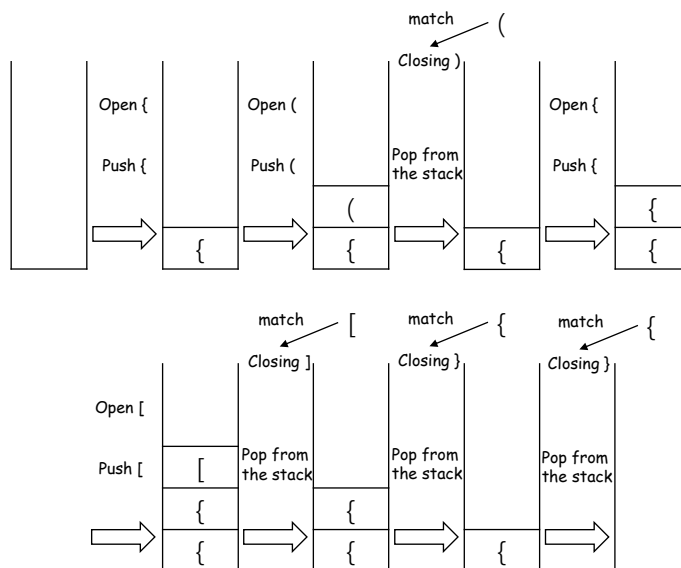 match (
Closing )
Open {
Open (
Open {
Push {
Push (
Pop from
the stack
Push {
(
{
{
{
{
{
match [
match {
match {
Closing ]
Closing }
Closing }
Open [
Push [
[
Pop from
the stack
Pop from
the stack
Pop from
the stack
{
{
{
{
{